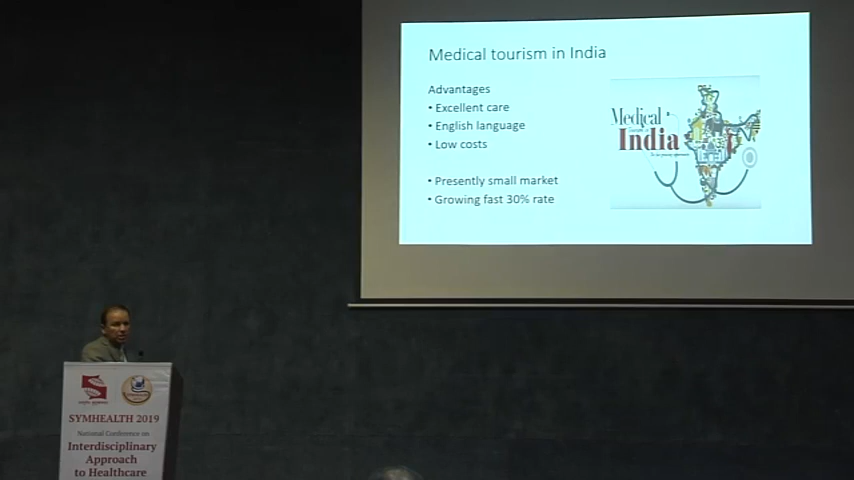 Medical tourism in India
Advantages
• Excellent care
• English language
• Low costs
• Presently small market
• Growing fast 30% rate
Medical
India
SYMHEALTH 2019
National Conference on
Interdisciplinary
Approach
to Healthcare